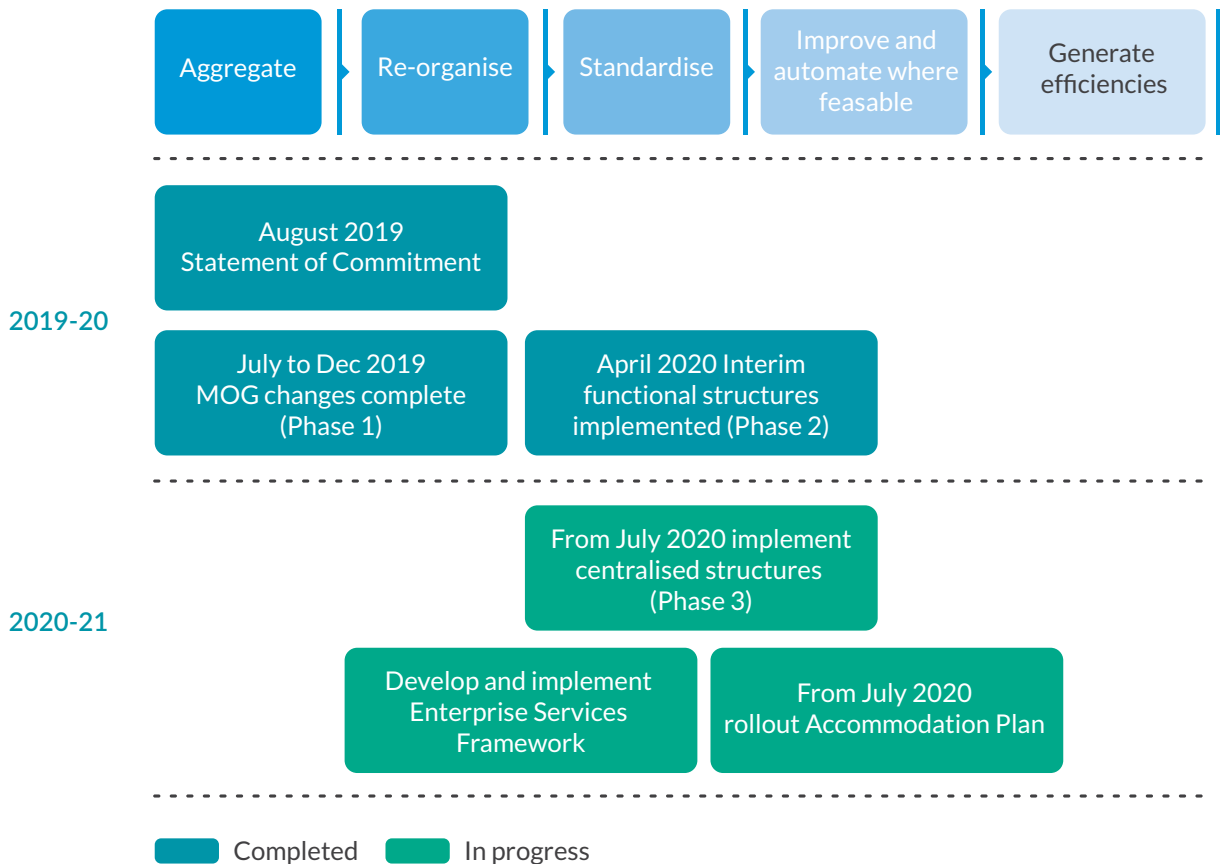 Aggregate
Re-organise
Standardise
Improve and
automate where
feasable
Generate
efficiencies
2019-20
August 2019
Statement of Commitment
July to Dec 2019
MOG changes complete
(Phase 1)
April 2020 Interim
functional structures
implemented (Phase 2)
2020-21
From July 2020 implement
centralised structures
(Phase 3)
Develop and implement
Enterprise Services
Framework
From July 2020
rollout Accommodation Plan
Completed
In progress